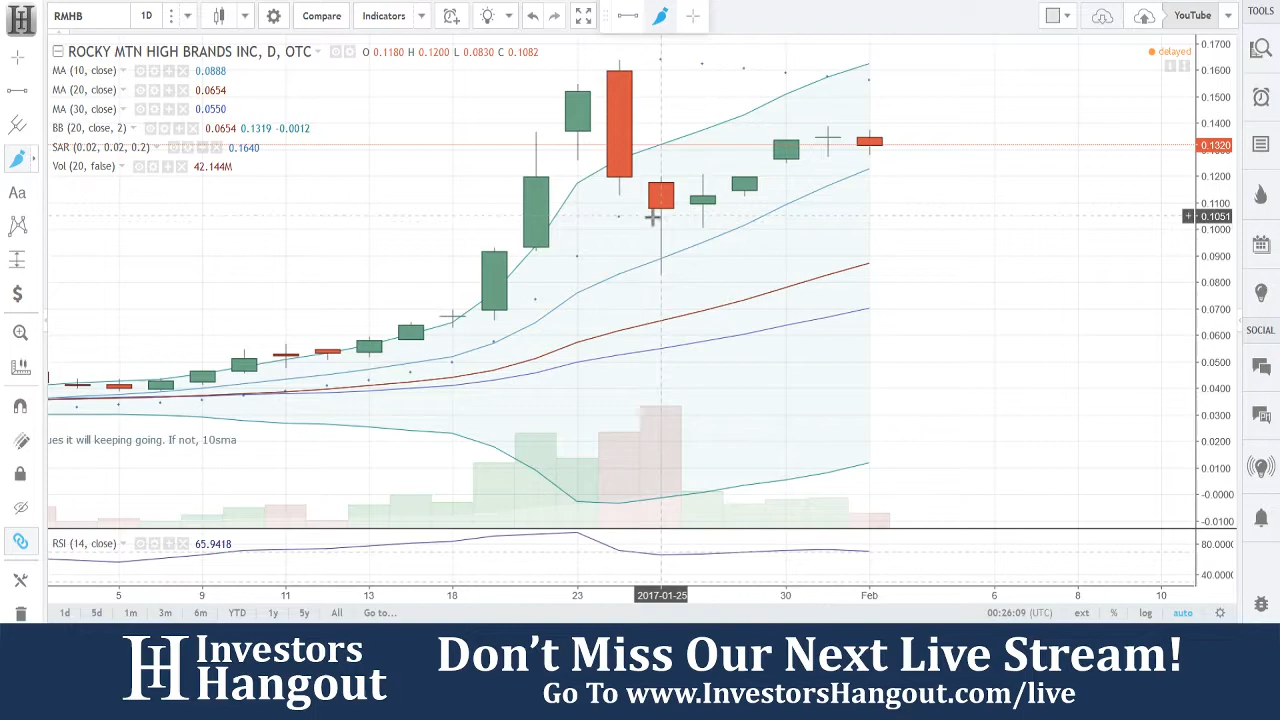 RMHB 1D Compare Indicators YouTube TOOLS
ROCKY MTN HIGH BRANDS INC, D, OTC O 0.1180 H 0.1200 L 0.0830 C 0.1082
delayed
MA (10, close) 0.0888
MA (20, close) 0.0654
MA (30, close) 0.0550
BB (20, close, 2) 0.0654 0.1319 -0.0012
SAR (0.02, 0.02, 0.2) 0.1640
Vol (20, false) 42.144M
0.1700
0.1600
0.1500
0.1400
0.1320
0.1200
0.1100
0.1051
0.1000
0.0900
0.0800
0.0700
0.0600
0.0500
0.0400
0.0300
0.0200
0.0100
-0.0000
-0.0100
Aa
$
SOCIAL
ues it will keeping going. If not, 10sma
RSI (14, close) 65.9418
80.0000
40.0000
5 9 11 13 18 23 2017-01-25 30 Feb 6 8 10
1d 5d 1m 3m 6m YTD 1y 5y All Go to... 00:26:09 (UTC) ext % log auto
IH Investors Hangout
Don't Miss Our Next Live Stream!
Go To www.InvestorsHangout.com/live